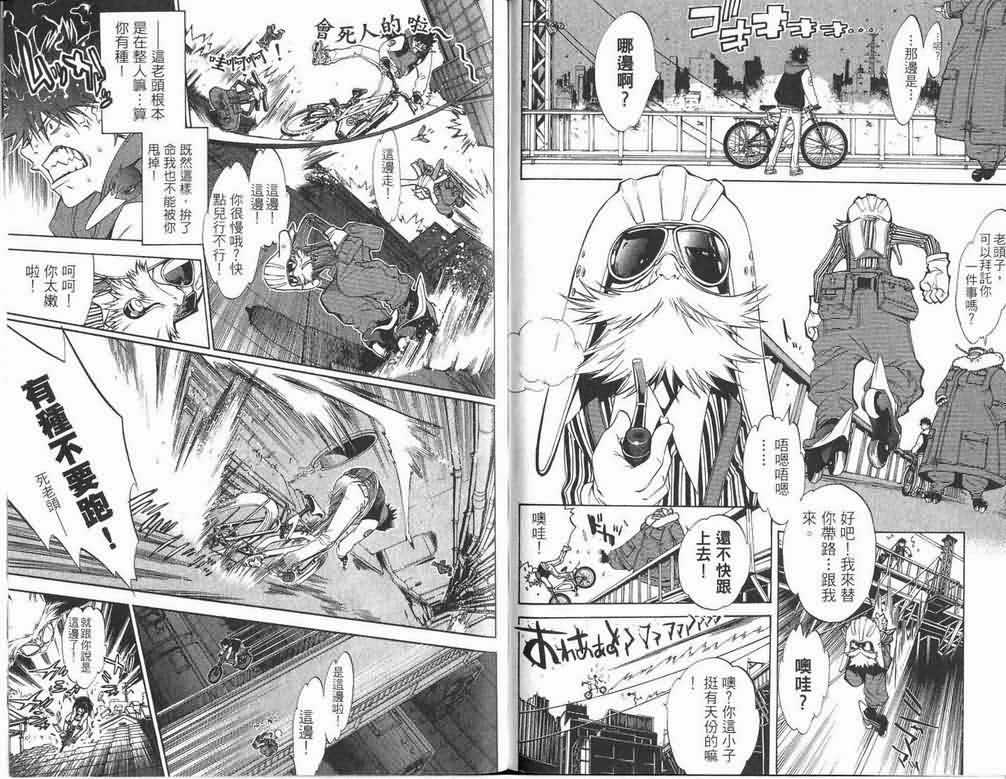 …嗯?
…那邊是…
ゴオオオオ
哪邊啊?
老頭子,
可以拜託你
一件事嗎?
唔嗯唔嗯
……
好吧!我來替
你帶路…跟我
來。
還不快跟
上去!
噢哇!
噢哇?
噢?你這小子
挺有天份的嘛
!
會死人的啦~
哇啊啊!
這邊走!
這邊!
這邊!
你很慢哦?快
點兒行不行!
——這老頭根本
是在整人嘛…算
你有種!
既然這樣,拚了
命我也不能被你
甩掉!
呵呵!
你太嫩
啦!
有種不要跑!
死老頭——
是這邊啦!
這邊!
就跟你說是
這邊了!